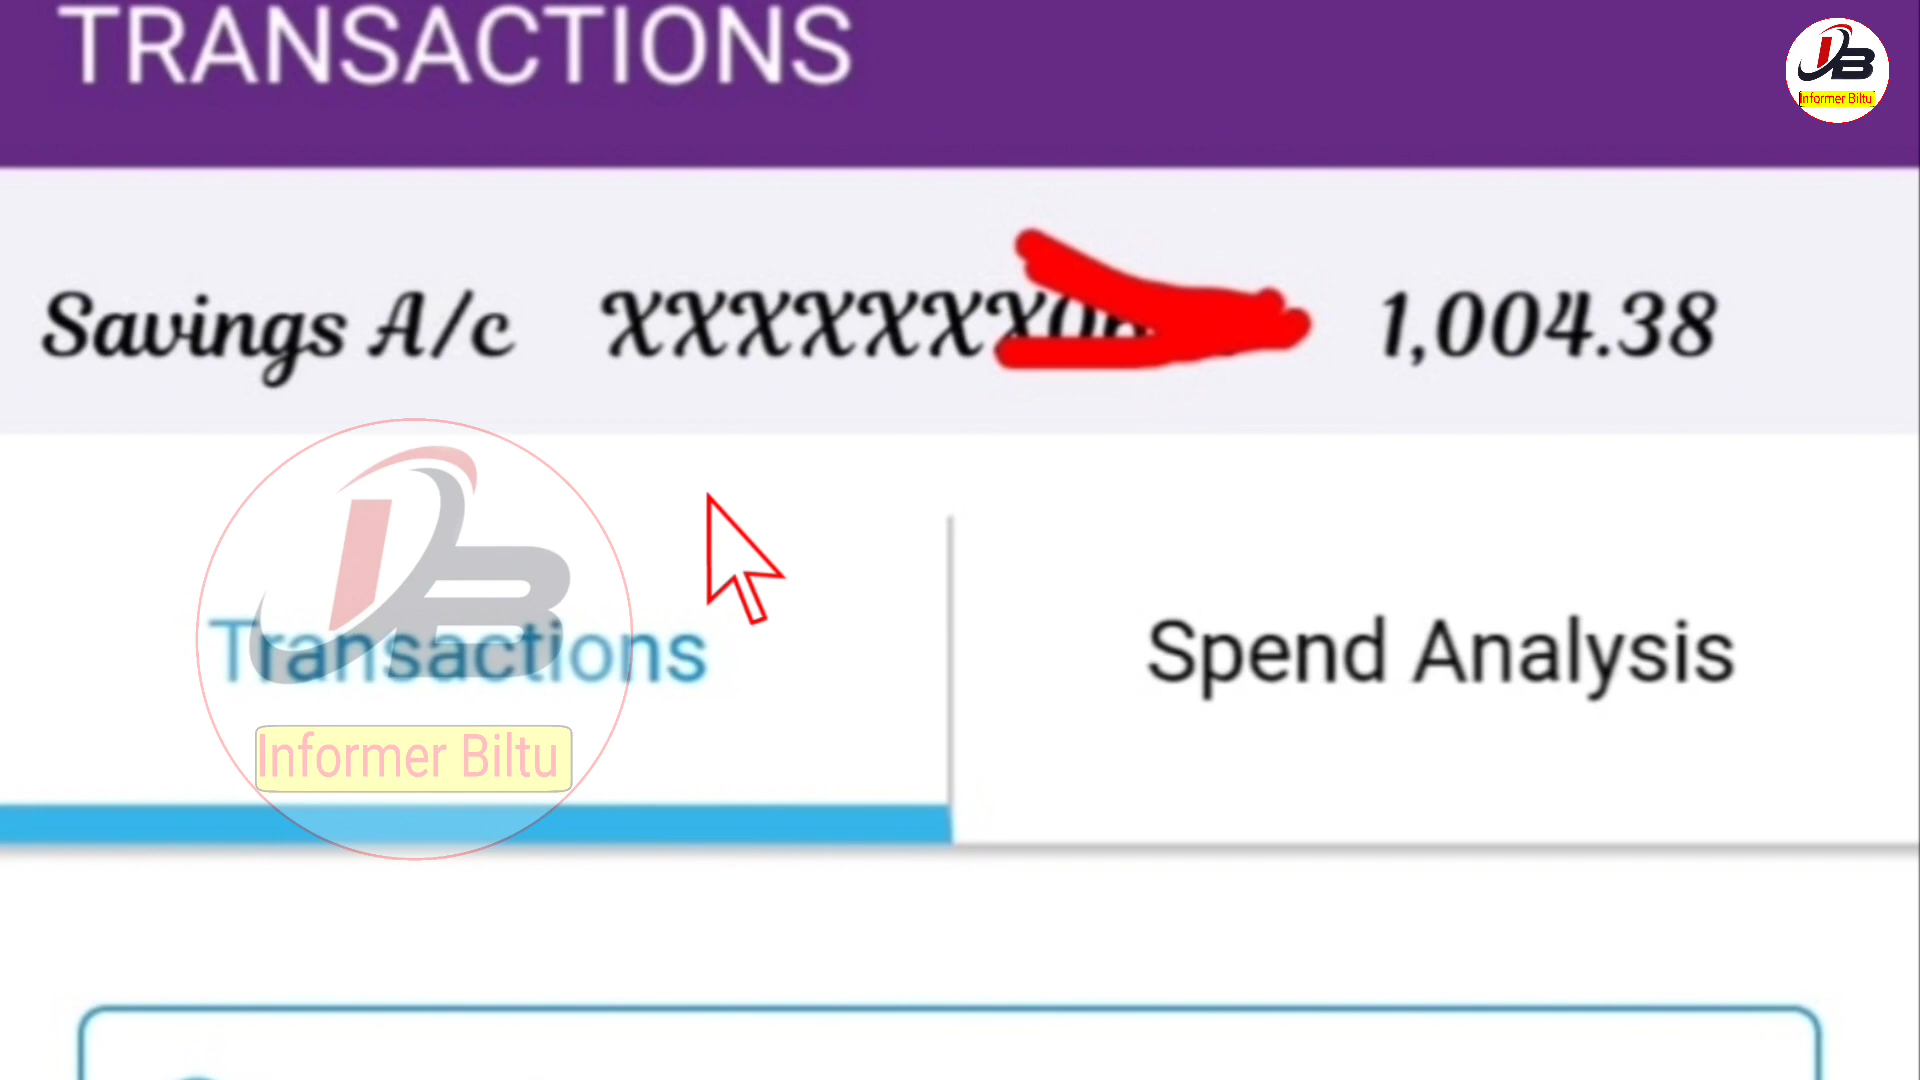 TRANSACTIONS
Informer Biltu
Savings A/c XXXXXXX 1,004.38
Transactions
Spend Analysis
Informer Biltu